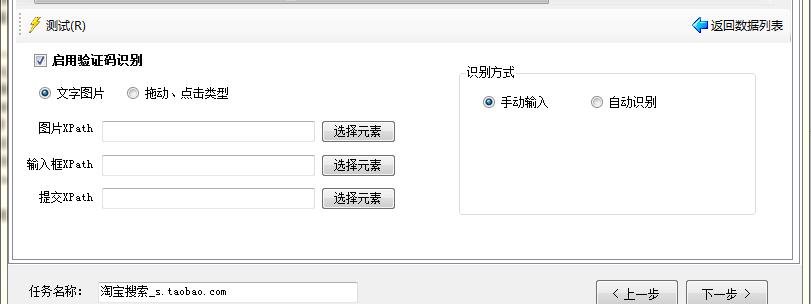 测试(R) 返回数据列表
启用验证码识别
文字图片 拖动、点击类型
识别方式
手动输入 自动识别
图片XPath 选择元素
输入框XPath 选择元素
提交XPath 选择元素
任务名称: 淘宝搜索_s.taobao.com
< 上一步 下一步 >